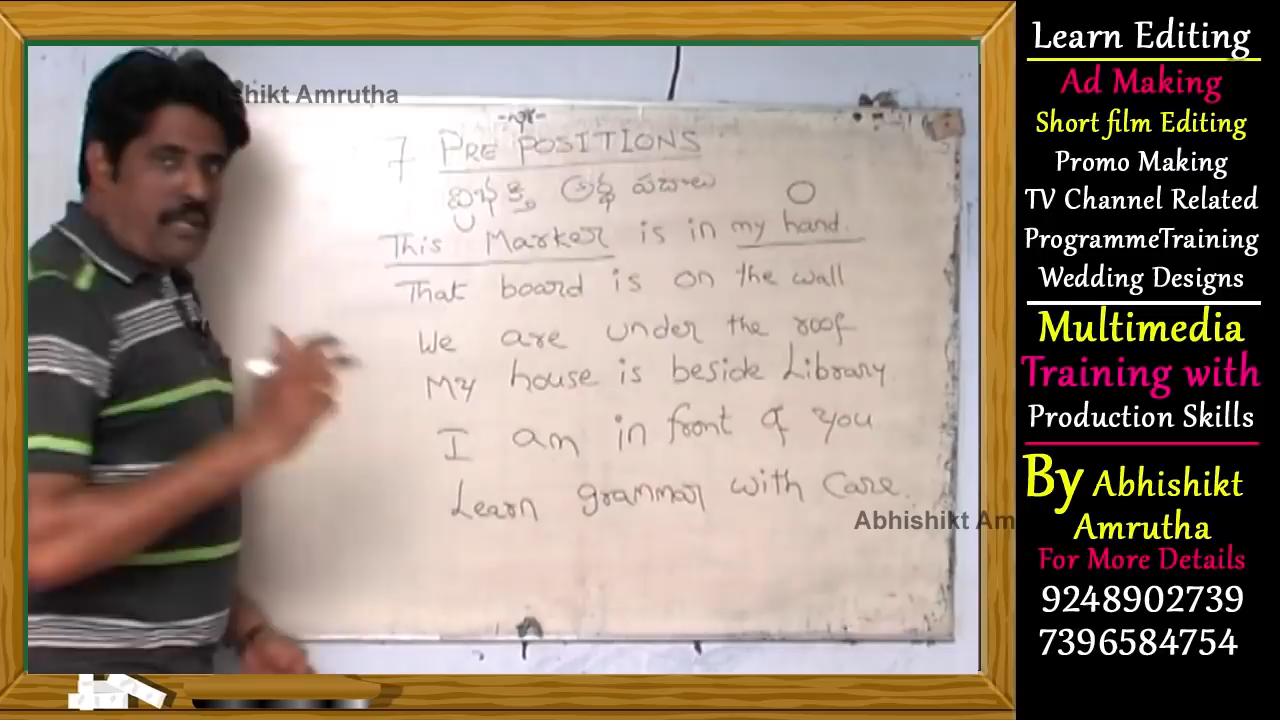 Abhishikt Amrutha
7 PREPOSITIONS
విభక్తి అర్థ పదాలు
This Marker is in my hand.
That board is on the wall
We are under the roof
My house is beside Library
I am in front of you
Learn grammar with care.
Abhishikt Am
Learn Editing
Ad Making
Short film Editing
Promo Making
TV Channel Related
ProgrammeTraining
Wedding Designs
Multimedia
Training with
Production Skills
By Abhishikt
Amrutha
For More Details
9248902739
7396584754